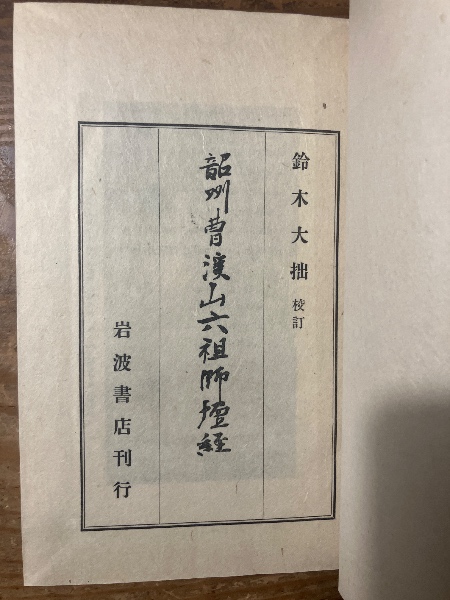 鈴木大拙 校訂
韶州曹溪山六祖師壇経
岩波書店刊行